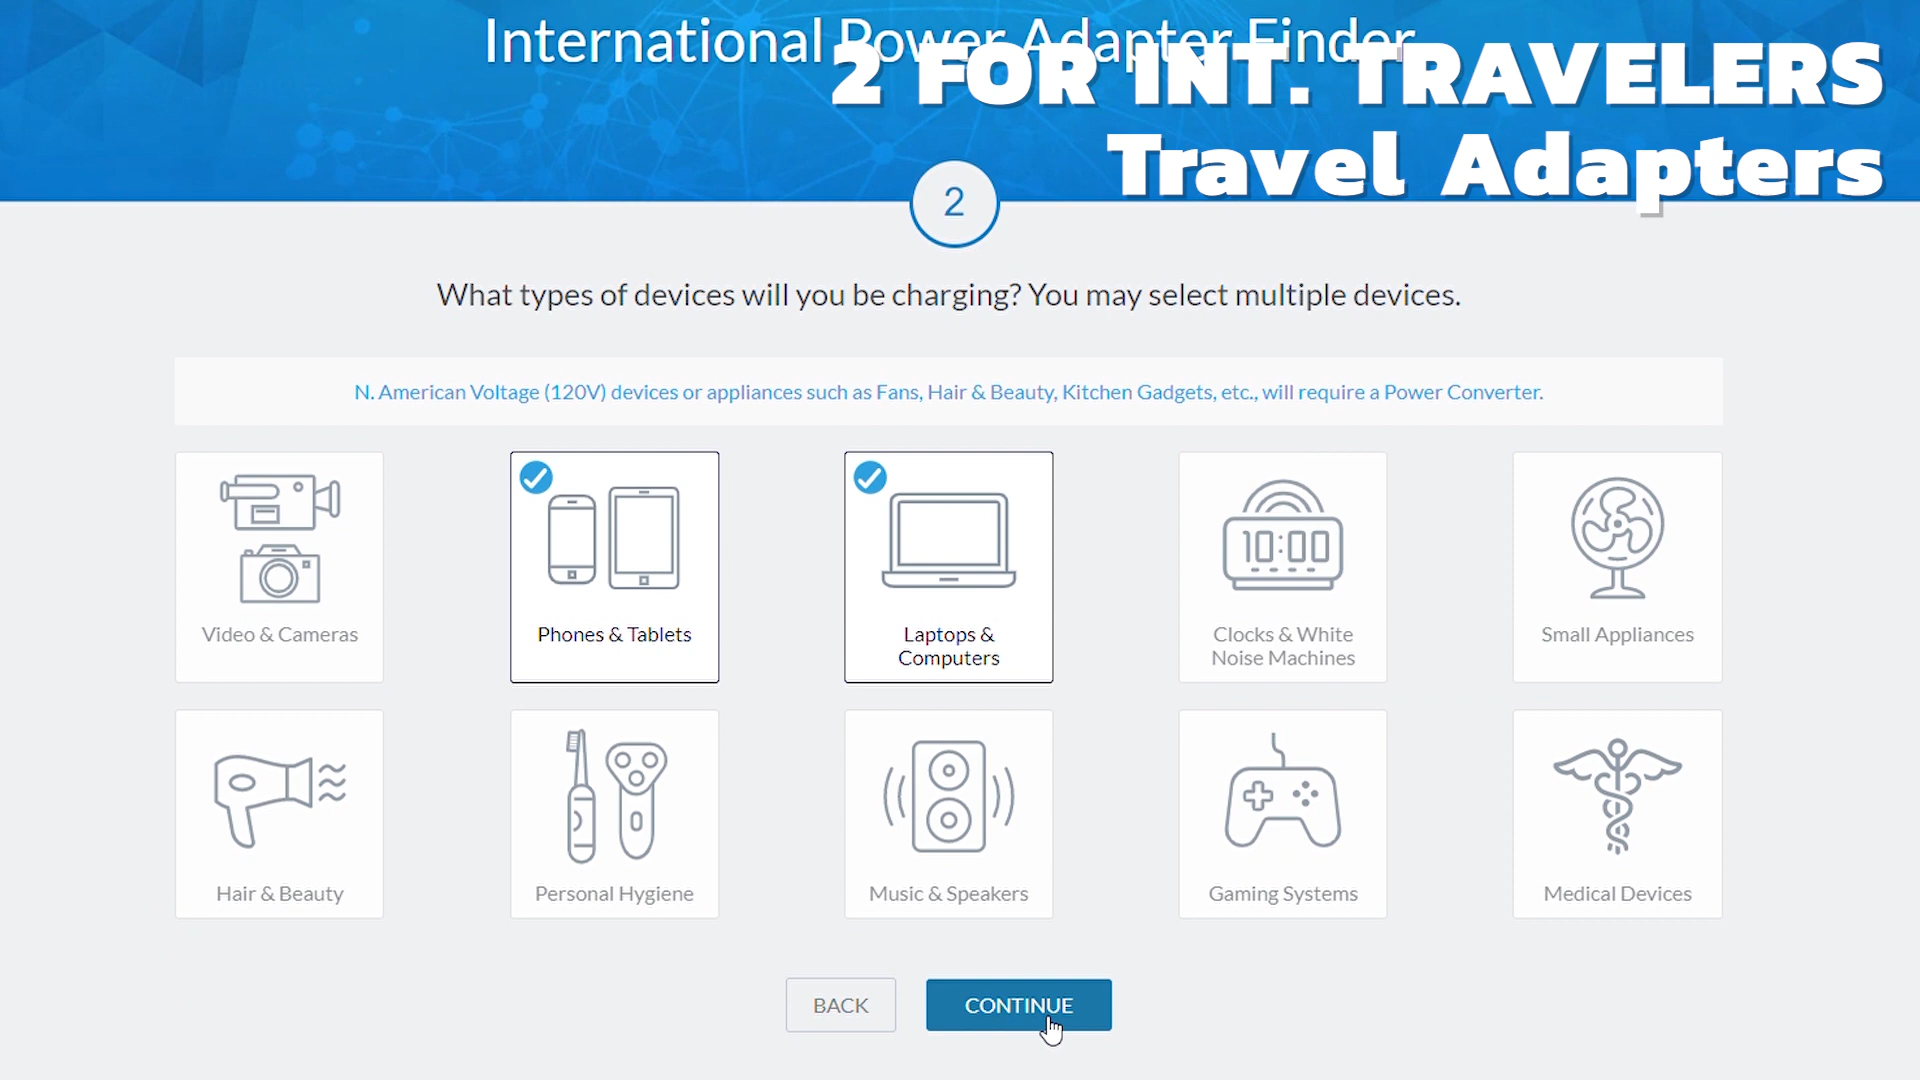 International Power Adapter Finder
2 FOR INT. TRAVELERS
Travel Adapters
2
What types of devices will you be charging? You may select multiple devices.
N. American Voltage (120V) devices or appliances such as Fans, Hair & Beauty, Kitchen Gadgets, etc., will require a Power Converter.
10:00
Video & Cameras
Phones & Tablets
Laptops &
Computers
Clocks & White
Noise Machines
Small Appliances
Hair & Beauty
Personal Hygiene
Music & Speakers
Gaming Systems
Medical Devices
BACK
CONTINUE